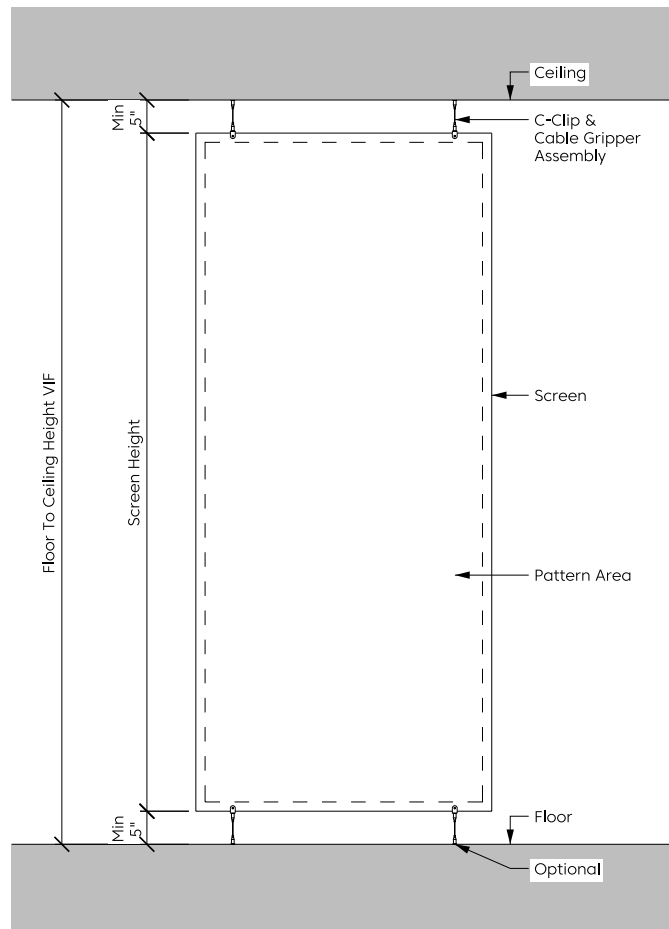 Ceiling
Min
5"
C-Clip &
Cable Gripper
Assembly
Floor To Ceiling Height VIF
Screen Height
Screen
Pattern Area
Min
5"
Floor
Optional